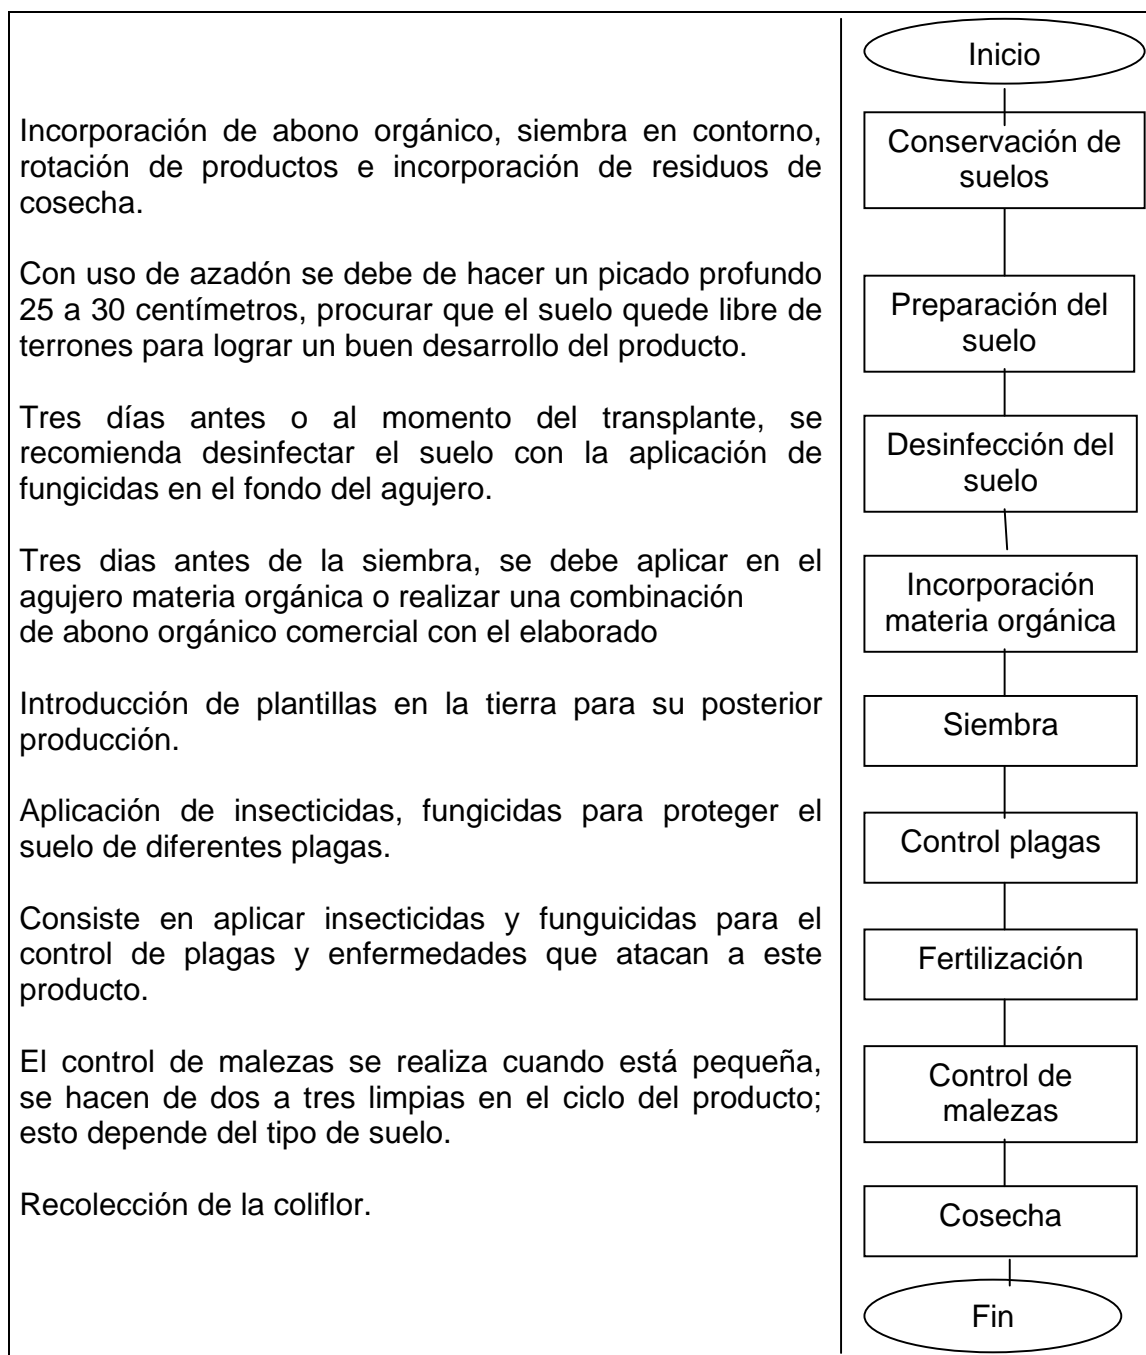 Inicio
Incorporación de abono orgánico, siembra en contorno,
rotación de productos e incorporación de residuos de
cosecha.
Conservación de
suelos
Con uso de azadón se debe de hacer un picado profundo
25 a 30 centímetros, procurar que el suelo quede libre de
terrones para lograr un buen desarrollo del producto.
Preparación del
suelo
Tres días antes o al momento del transplante, se
recomienda desinfectar el suelo con la aplicación de
fungicidas en el fondo del agujero.
Desinfección del
suelo
Tres dias antes de la siembra, se debe aplicar en el
agujero materia orgánica o realizar una combinación
de abono orgánico comercial con el elaborado
Incorporación
materia orgánica
Introducción de plantillas en la tierra para su posterior
producción.
Siembra
Aplicación de insecticidas, fungicidas para proteger el
suelo de diferentes plagas.
Control plagas
Consiste en aplicar insecticidas y funguicidas para el
control de plagas y enfermedades que atacan a este
producto.
Fertilización
El control de malezas se realiza cuando está pequeña,
se hacen de dos a tres limpias en el ciclo del producto;
esto depende del tipo de suelo.
Control de
malezas
Recolección de la coliflor.
Cosecha
Fin